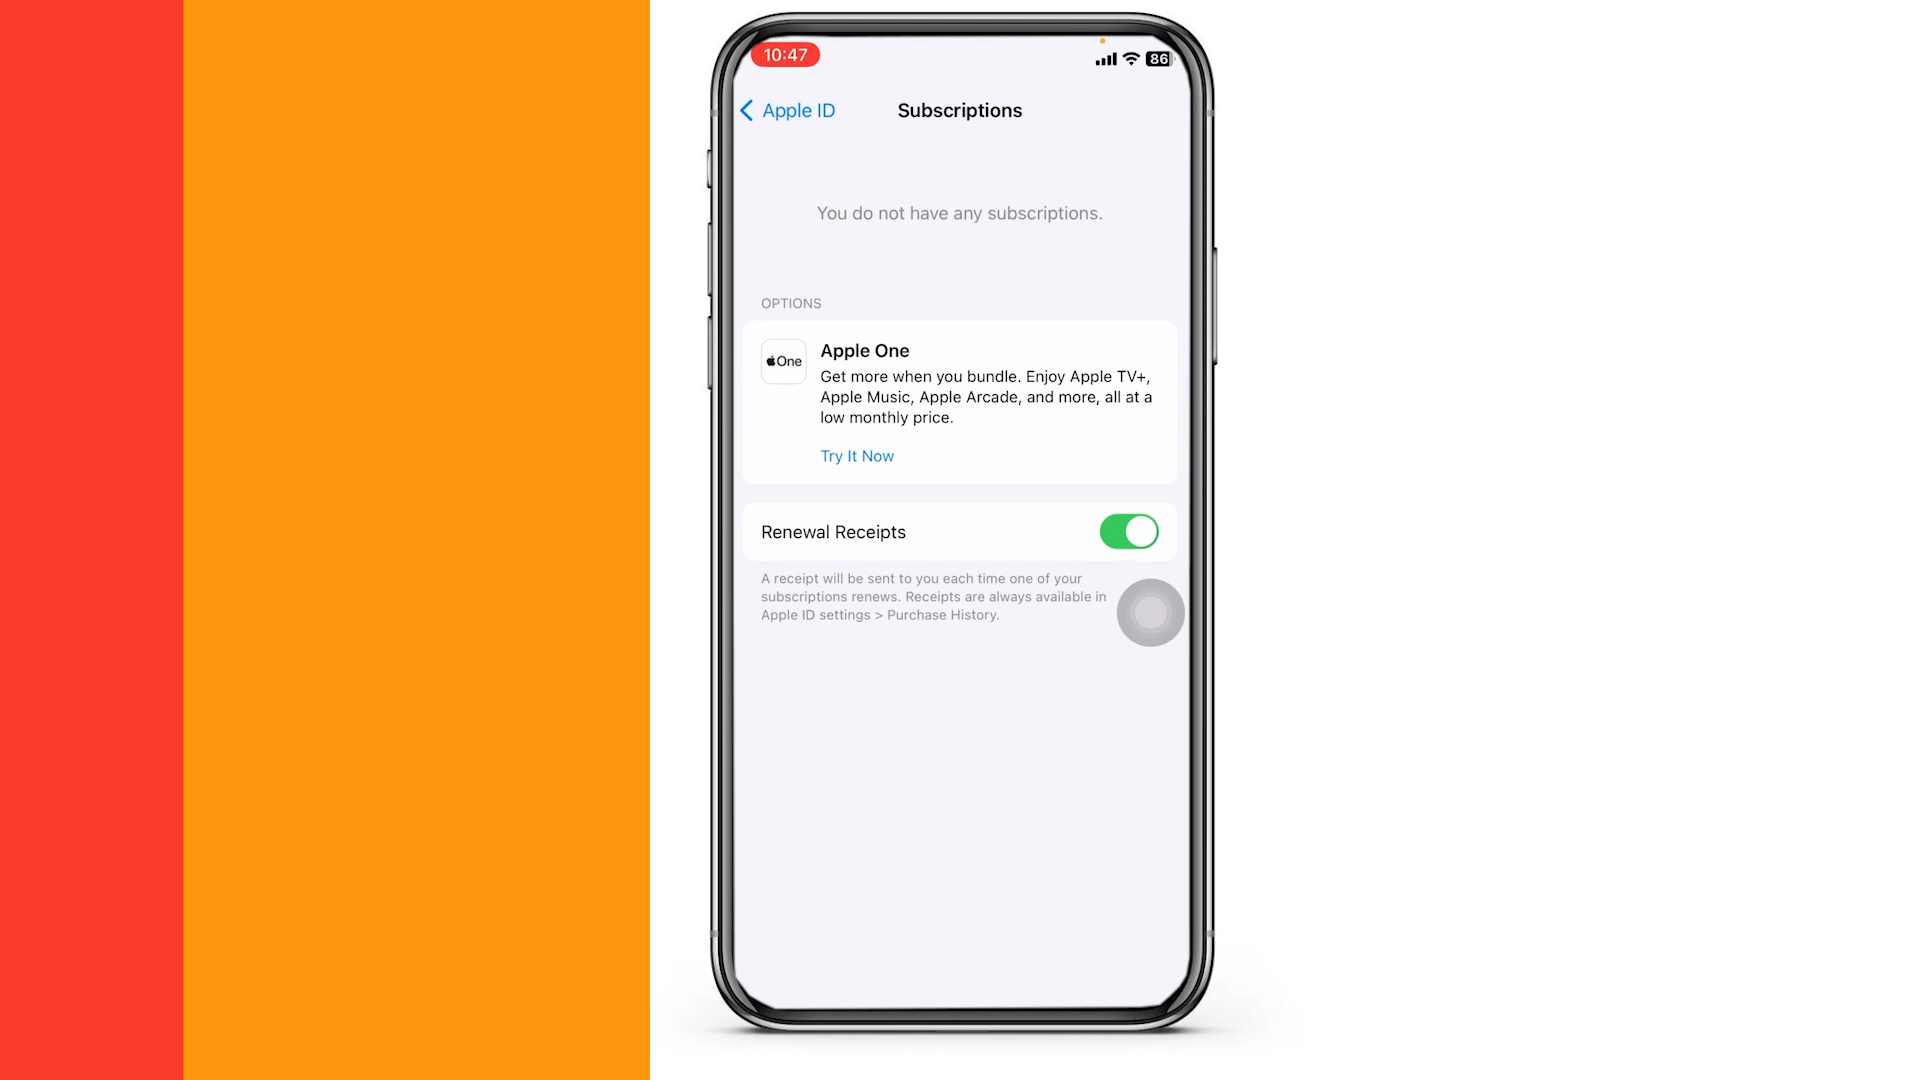 10:47
86
Apple ID
Subscriptions
You do not have any subscriptions.
OPTIONS
One
Apple One
Get more when you bundle. Enjoy Apple TV+,
Apple Music, Apple Arcade, and more, all at a
low monthly price.
Try It Now
Renewal Receipts
A receipt will be sent to you each time one of your
subscriptions renews. Receipts are always available in
Apple ID settings > Purchase History.